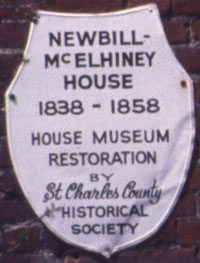 NEWBILL-
McELHINEY
HOUSE
1838 - 1858
HOUSE MUSEUM
RESTORATION
BY
St. Charles County
HISTORICAL
SOCIETY